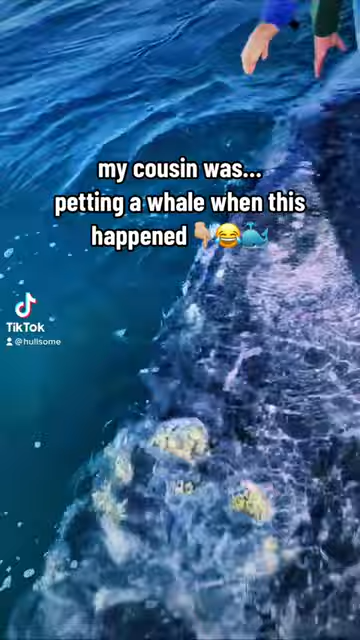 my cousin was...
petting a whale when this
happened 👇🏼😂🐳
TikTok
@hullsome